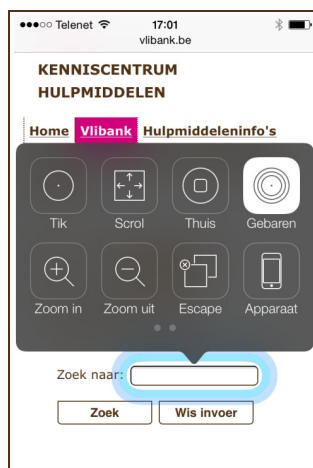 Telenet 17:01
vlibank.be
KENNISCENTRUM
HULPMIDDELEN
Home Vlibank Hulpmiddeleninfo's
Tik Scrol Thuis Gebaren
Zoom in Zoom uit Escape Apparaat
Zoek naar:
Zoek Wis invoer